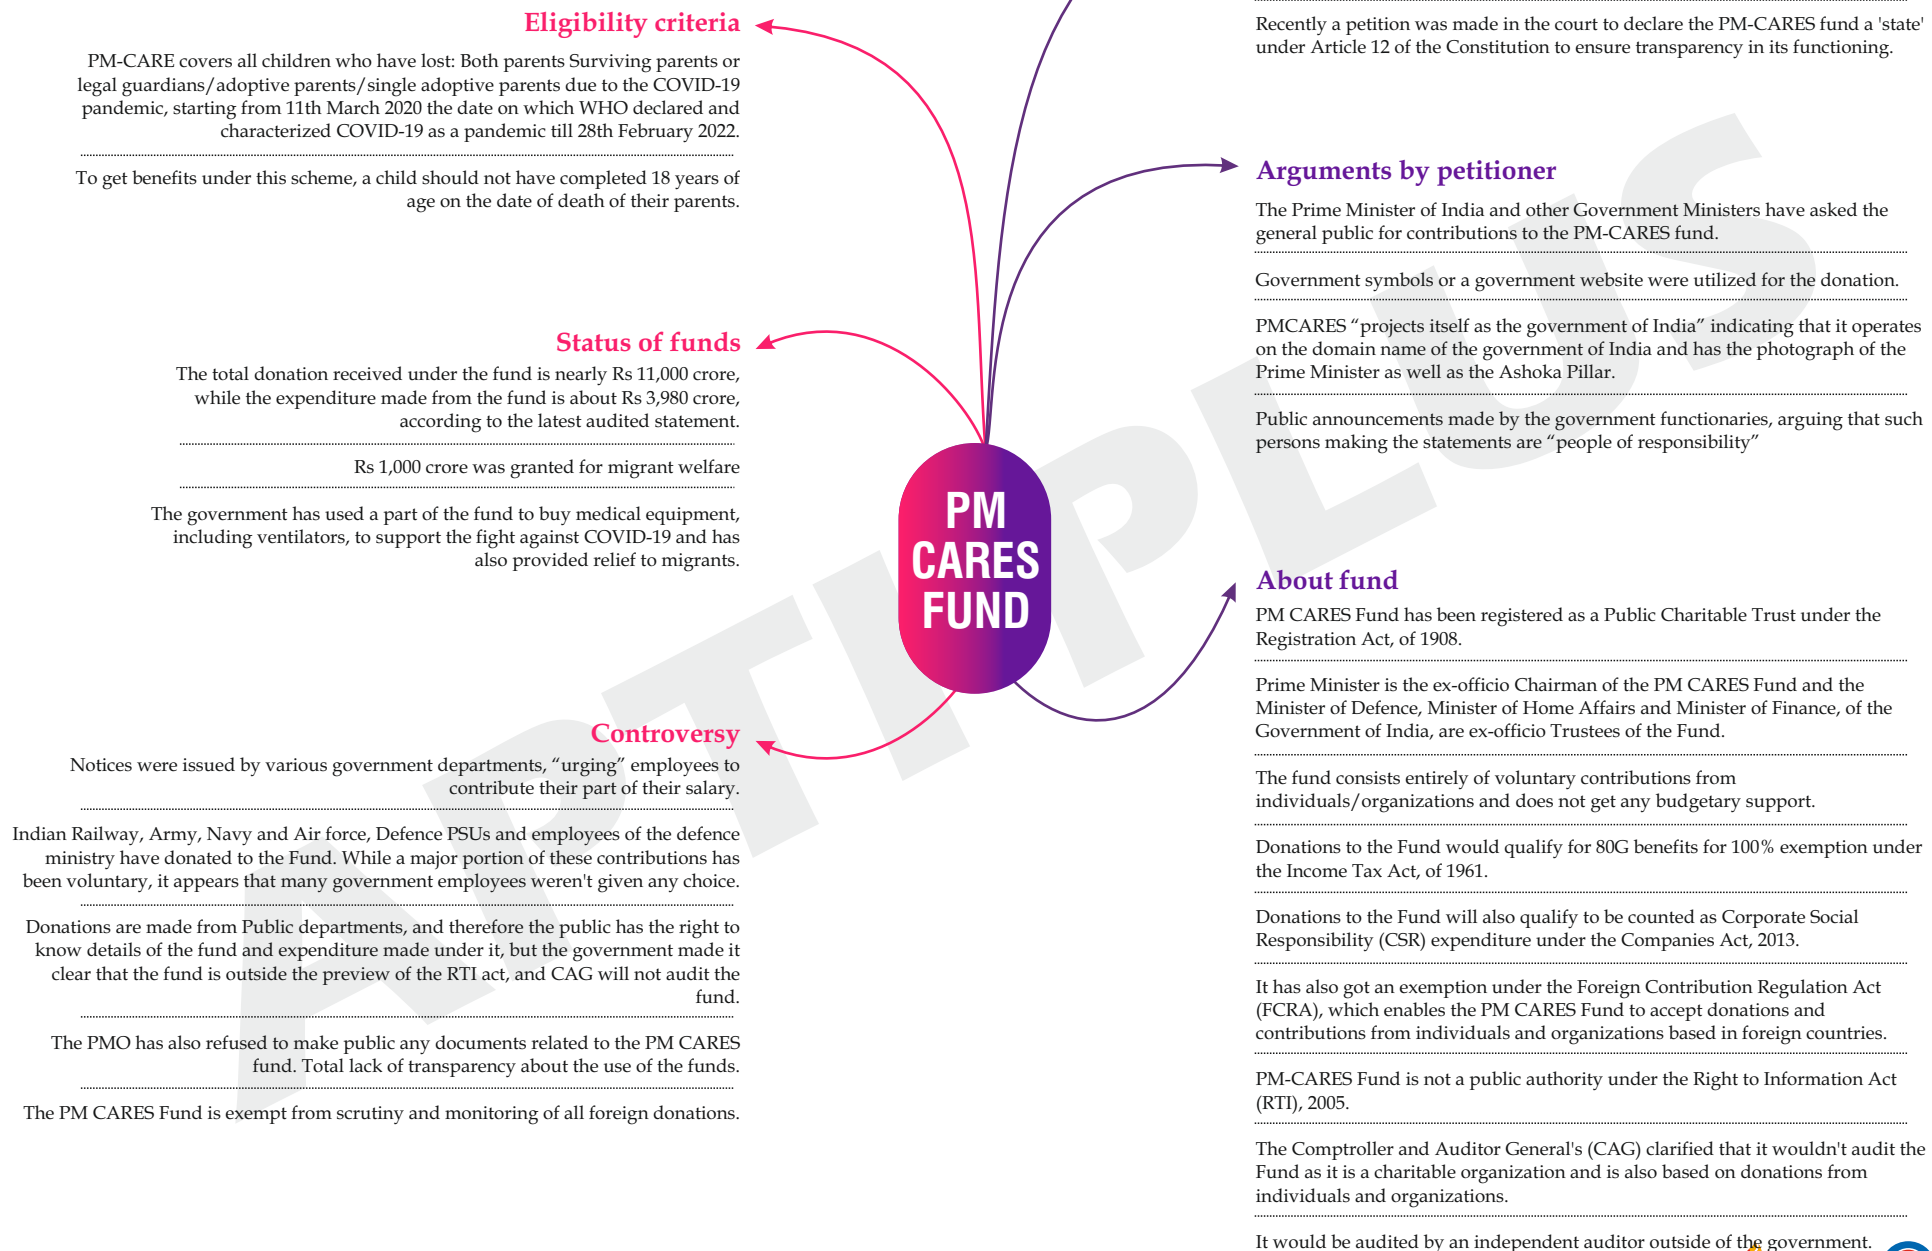 Eligibility criteria
PM-CARE covers all children who have lost: Both parents Surviving parents or
legal guardians/adoptive parents/single adoptive parents due to the COVID-19
pandemic, starting from 11th March 2020 the date on which WHO declared and
characterized COVID-19 as a pandemic till 28th February 2022.
To get benefits under this scheme, a child should not have completed 18 years of
age on the date of death of their parents.
Status of funds
The total donation received under the fund is nearly Rs 11,000 crore,
while the expenditure made from the fund is about Rs 3,980 crore,
according to the latest audited statement.
Rs 1,000 crore was granted for migrant welfare
The government has used a part of the fund to buy medical equipment,
including ventilators, to support the fight against COVID-19 and has
also provided relief to migrants.
Controversy
Notices were issued by various government departments, “urging” employees to
contribute their part of their salary.
Indian Railway, Army, Navy and Air force, Defence PSUs and employees of the defence
ministry have donated to the Fund. While a major portion of these contributions has
been voluntary, it appears that many government employees weren't given any choice.
Donations are made from Public departments, and therefore the public has the right to
know details of the fund and expenditure made under it, but the government made it
clear that the fund is outside the preview of the RTI act, and CAG will not audit the
fund.
The PMO has also refused to make public any documents related to the PM CARES
fund. Total lack of transparency about the use of the funds.
The PM CARES Fund is exempt from scrutiny and monitoring of all foreign donations.
PM
CARES
FUND
Recently a petition was made in the court to declare the PM-CARES fund a 'state'
under Article 12 of the Constitution to ensure transparency in its functioning.
Arguments by petitioner
The Prime Minister of India and other Government Ministers have asked the
general public for contributions to the PM-CARES fund.
Government symbols or a government website were utilized for the donation.
PMCARES “projects itself as the government of India” indicating that it operates
on the domain name of the government of India and has the photograph of the
Prime Minister as well as the Ashoka Pillar.
Public announcements made by the government functionaries, arguing that such
persons making the statements are “people of responsibility”
About fund
PM CARES Fund has been registered as a Public Charitable Trust under the
Registration Act, of 1908.
Prime Minister is the ex-officio Chairman of the PM CARES Fund and the
Minister of Defence, Minister of Home Affairs and Minister of Finance, of the
Government of India, are ex-officio Trustees of the Fund.
The fund consists entirely of voluntary contributions from
individuals/organizations and does not get any budgetary support.
Donations to the Fund would qualify for 80G benefits for 100% exemption under
the Income Tax Act, of 1961.
Donations to the Fund will also qualify to be counted as Corporate Social
Responsibility (CSR) expenditure under the Companies Act, 2013.
It has also got an exemption under the Foreign Contribution Regulation Act
(FCRA), which enables the PM CARES Fund to accept donations and
contributions from individuals and organizations based in foreign countries.
PM-CARES Fund is not a public authority under the Right to Information Act
(RTI), 2005.
The Comptroller and Auditor General's (CAG) clarified that it wouldn't audit the
Fund as it is a charitable organization and is also based on donations from
individuals and organizations.
It would be audited by an independent auditor outside of the government.
APTI PLUS